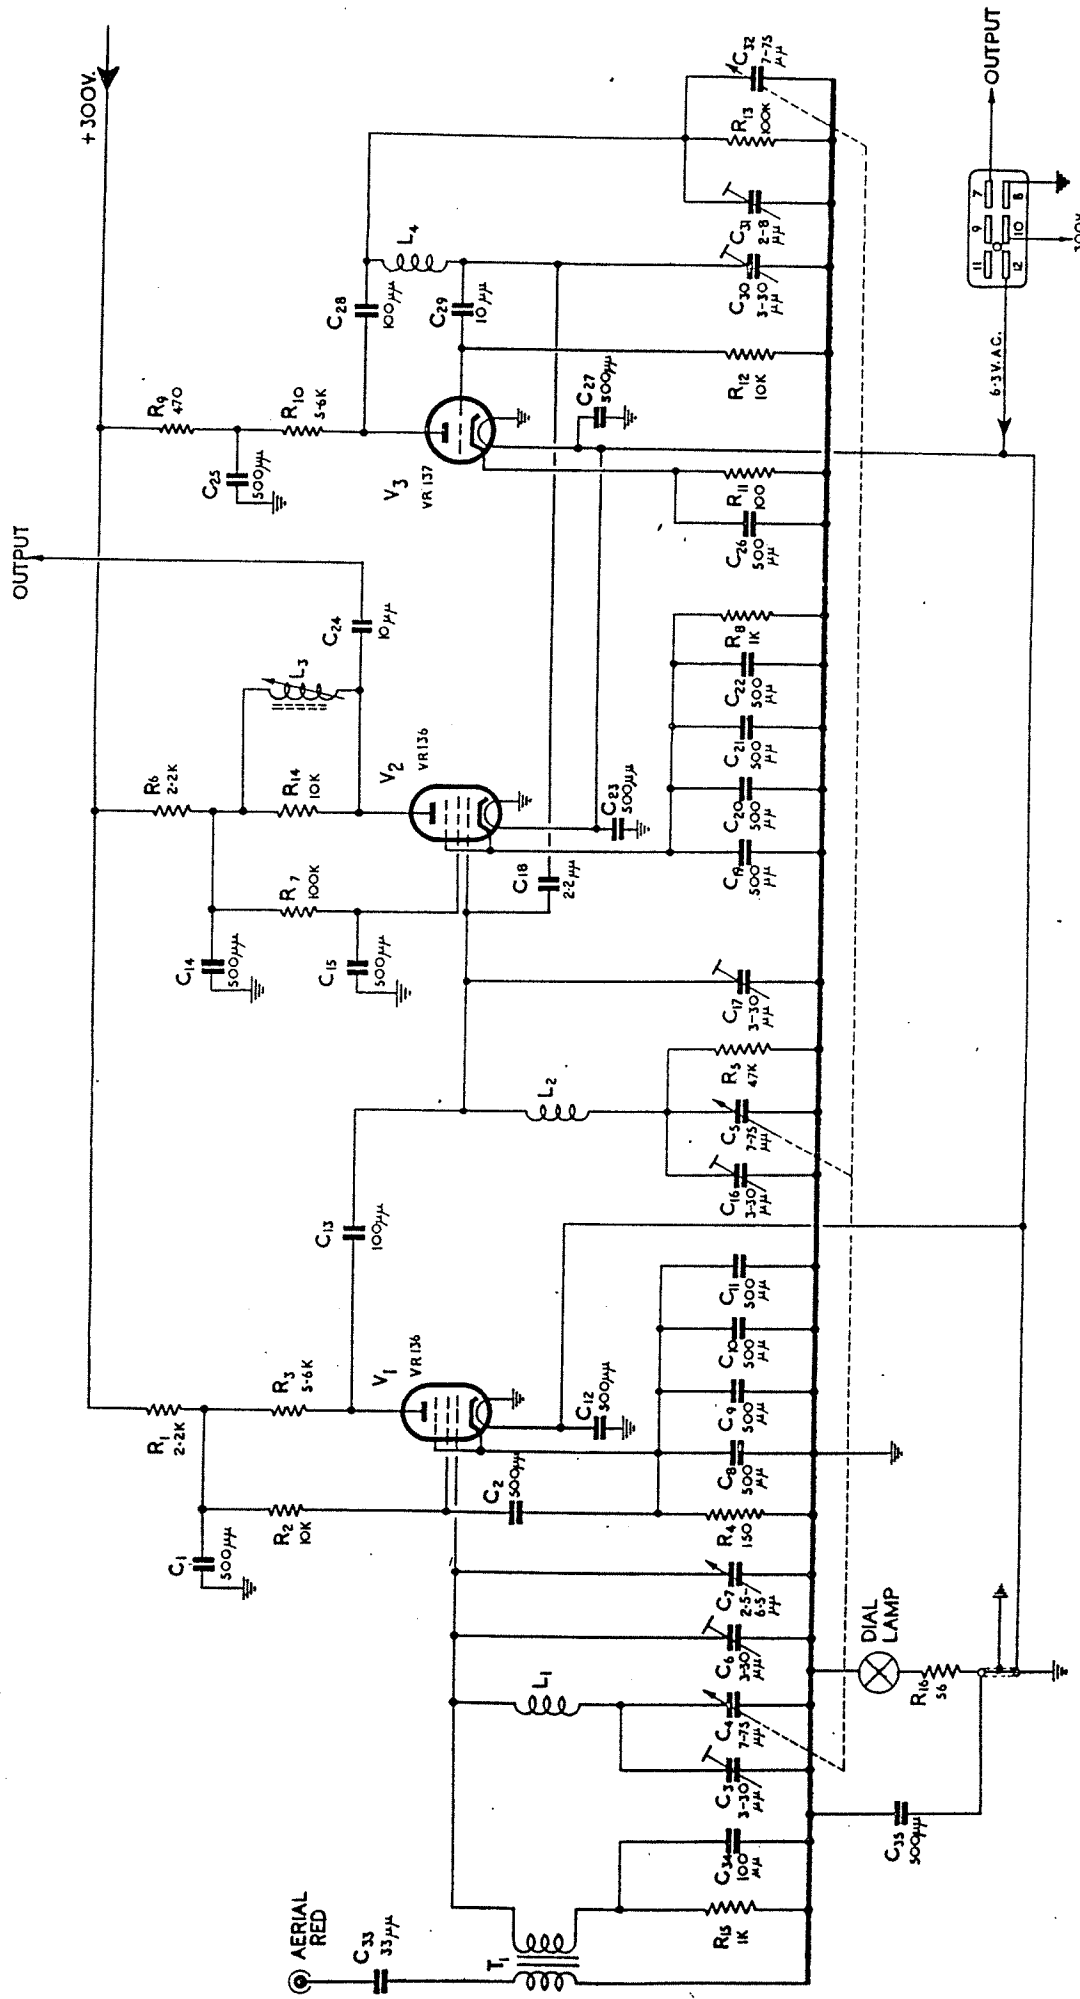 AERIAL
RED
C33
33μμ
T1
R15
1K
C34
100
μμ
C3
3-30
μμ
C4
7-75
μμ
L1
C6
3-30
μμ
C7
2·5-
6·5
μμ
C1
500μμ
R2
10K
R1
2·2K
R3
5·6K
V1
VR136
C2
500μμ
R4
150
C8
500
μμ
C9
500
μμ
C10
500
μμ
C11
500
μμ
C12
500μμ
C13
100μμ
L2
C16
3-30
μμ
C5
7-75
μμ
R5
47K
C17
3-30
μμ
C14
500μμ
C15
500μμ
R7
100K
R6
2·2K
R14
10K
L3
V2
VR136
C18
2·2μμ
C19
500
μμ
C20
500
μμ
C21
500
μμ
C22
500
μμ
R8
1K
C23
500μμ
C24
10μμ
OUTPUT
C25
500μμ
R9
470
R10
5·6K
V3
VR137
C26
500
μμ
R11
100
C27
500μμ
R12
10K
C28
100μμ
C29
10μμ
L4
C30
3-30
μμ
C31
2-8
μμ
R13
100K
C32
7-75
μμ
+300V.
C35
500μμ
DIAL
LAMP
R16
56
6·3V. A.C.
11
9
7
12
10
8
300V
OUTPUT